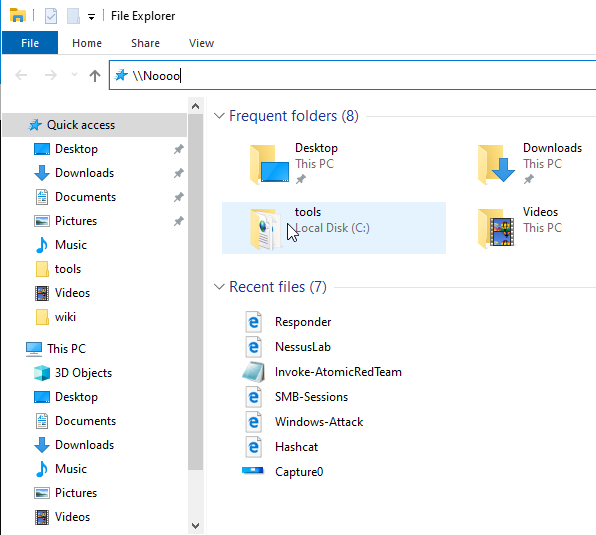 File Explorer
File Home Share View
\\Noooo
Quick access
Desktop
Downloads
Documents
Pictures
Music
tools
Videos
wiki
This PC
3D Objects
Desktop
Documents
Downloads
Music
Pictures
Videos
Frequent folders (8)
Desktop
This PC
Downloads
This PC
tools
Local Disk (C:)
Videos
This PC
Recent files (7)
Responder
NessusLab
Invoke-AtomicRedTeam
SMB-Sessions
Windows-Attack
Hashcat
Capture0